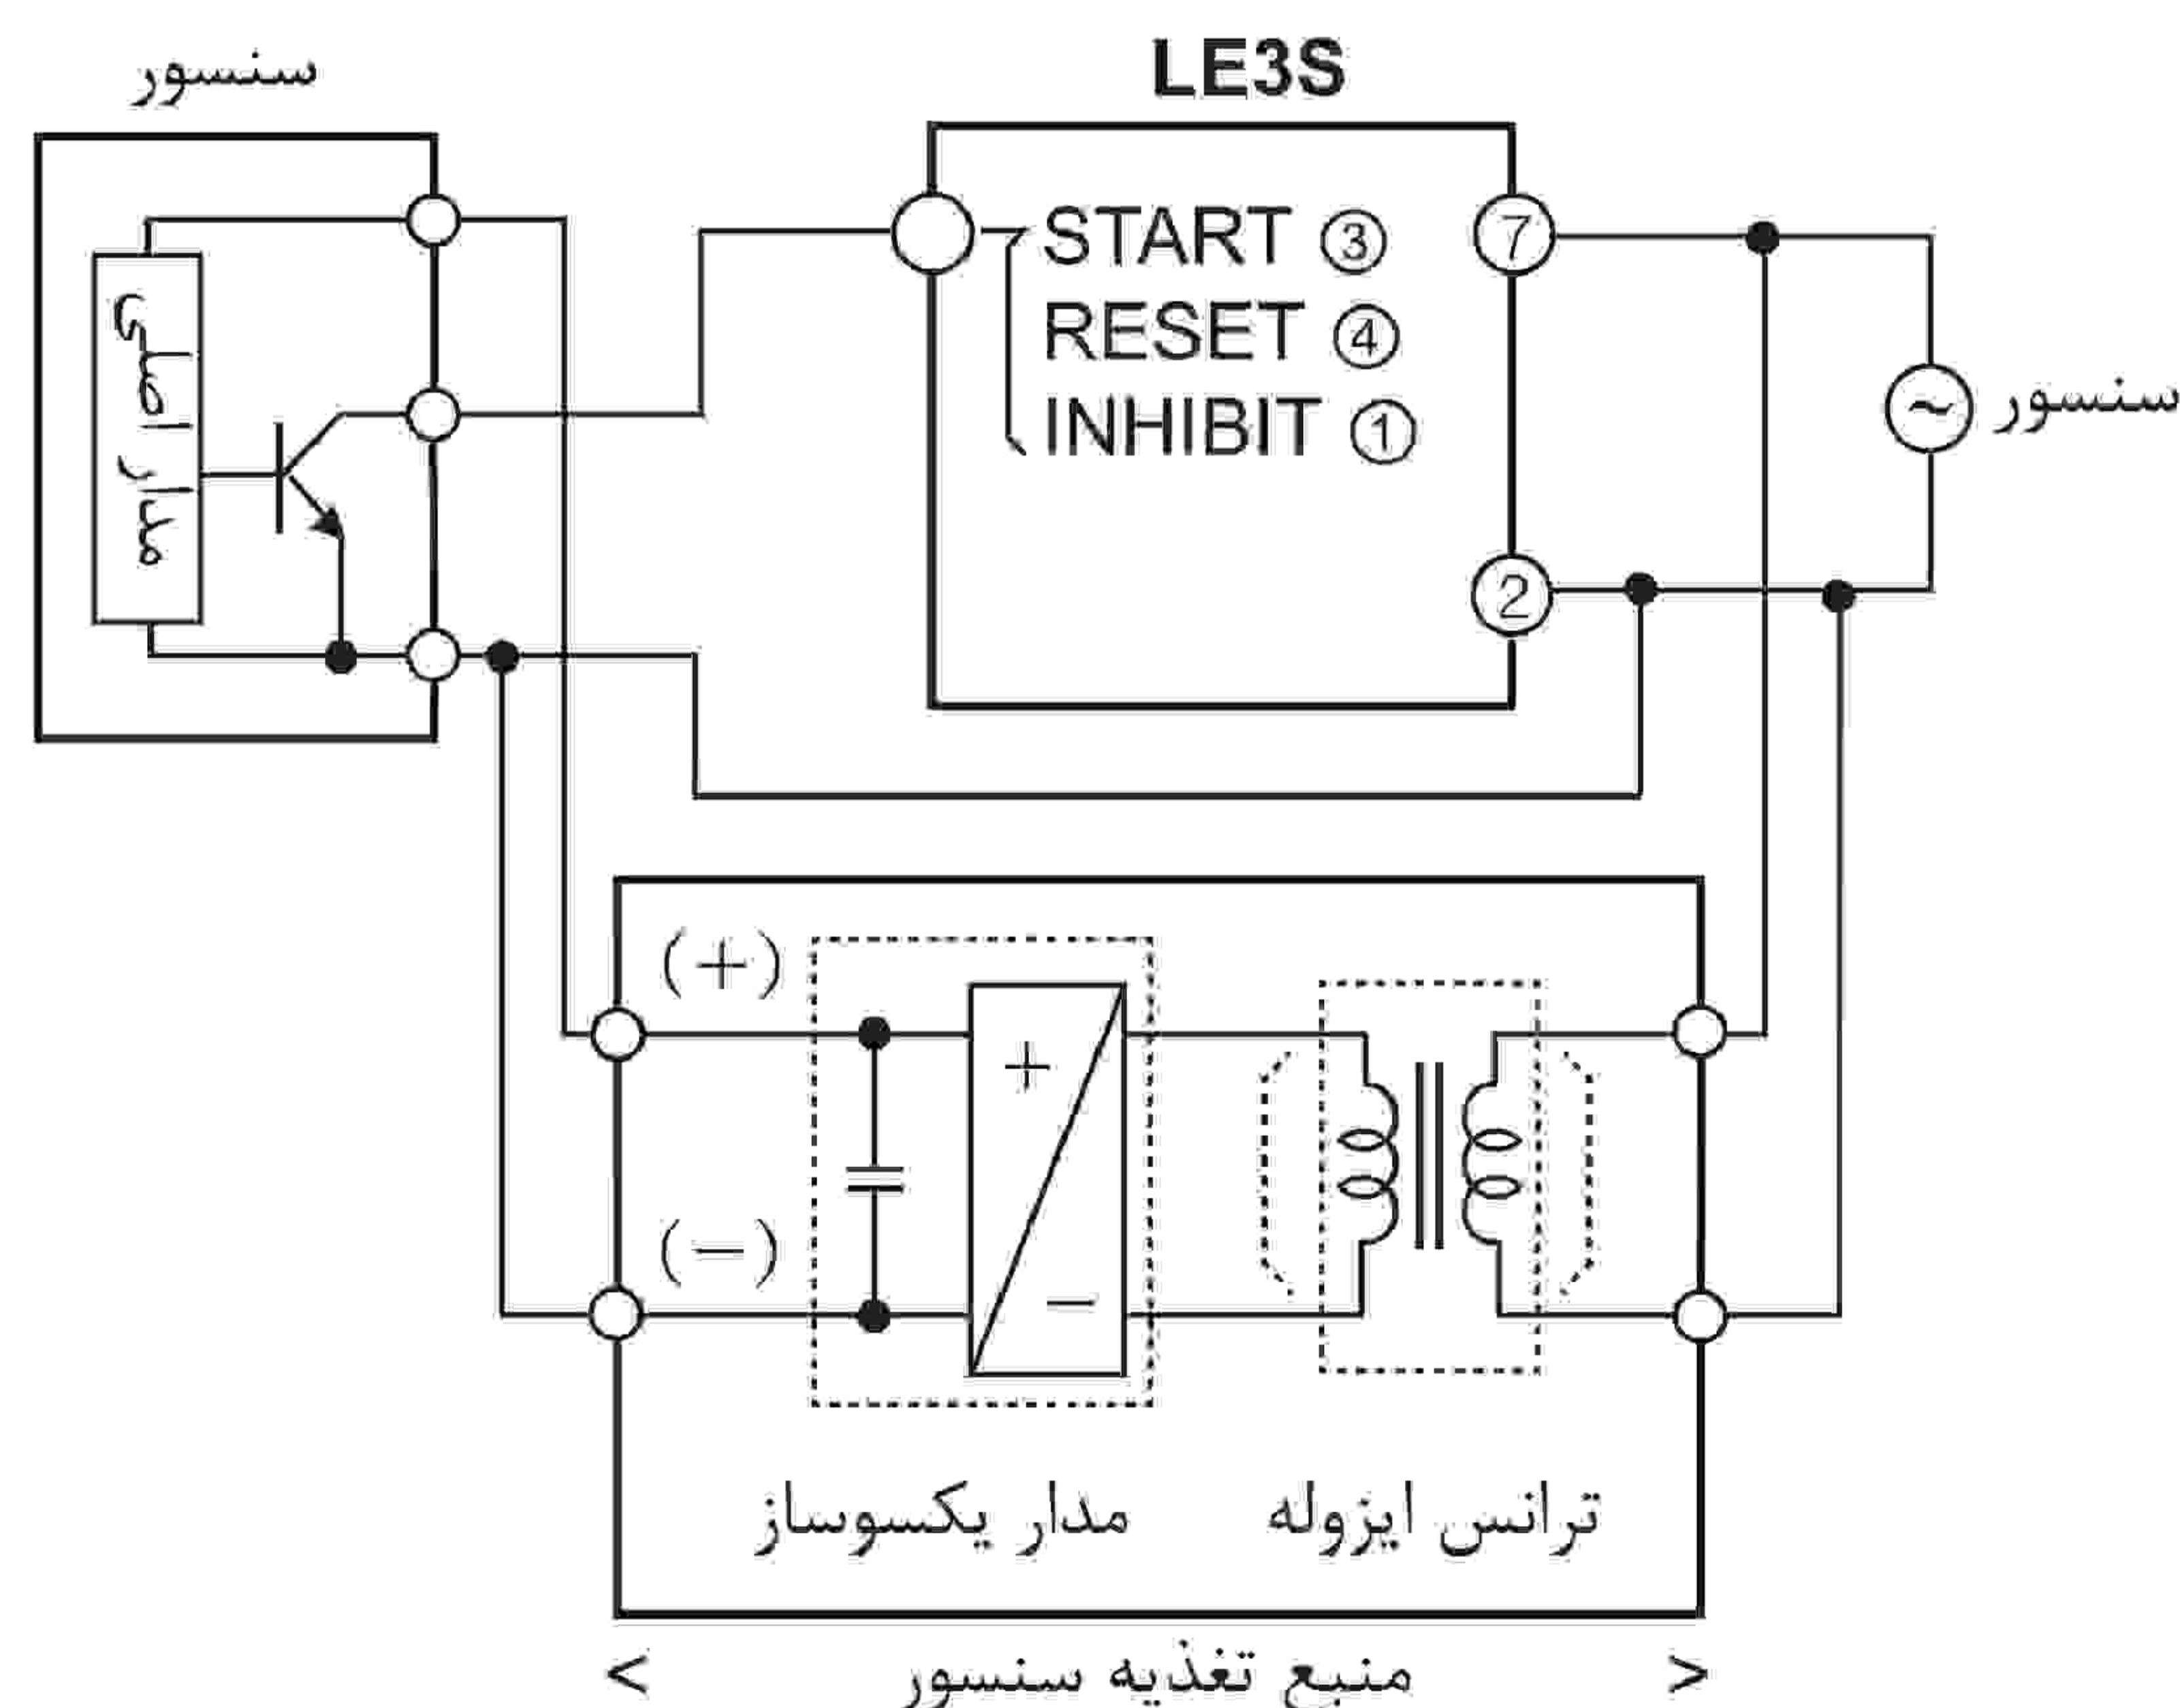 سنسور
LE3S
START ③
RESET ④
INHIBIT ①
7
2
~ سنسور
مدار اصلی
(+)
+
(−)
−
مدار یکسوساز
ترانس ایزوله
< منبع تغذیه سنسور >